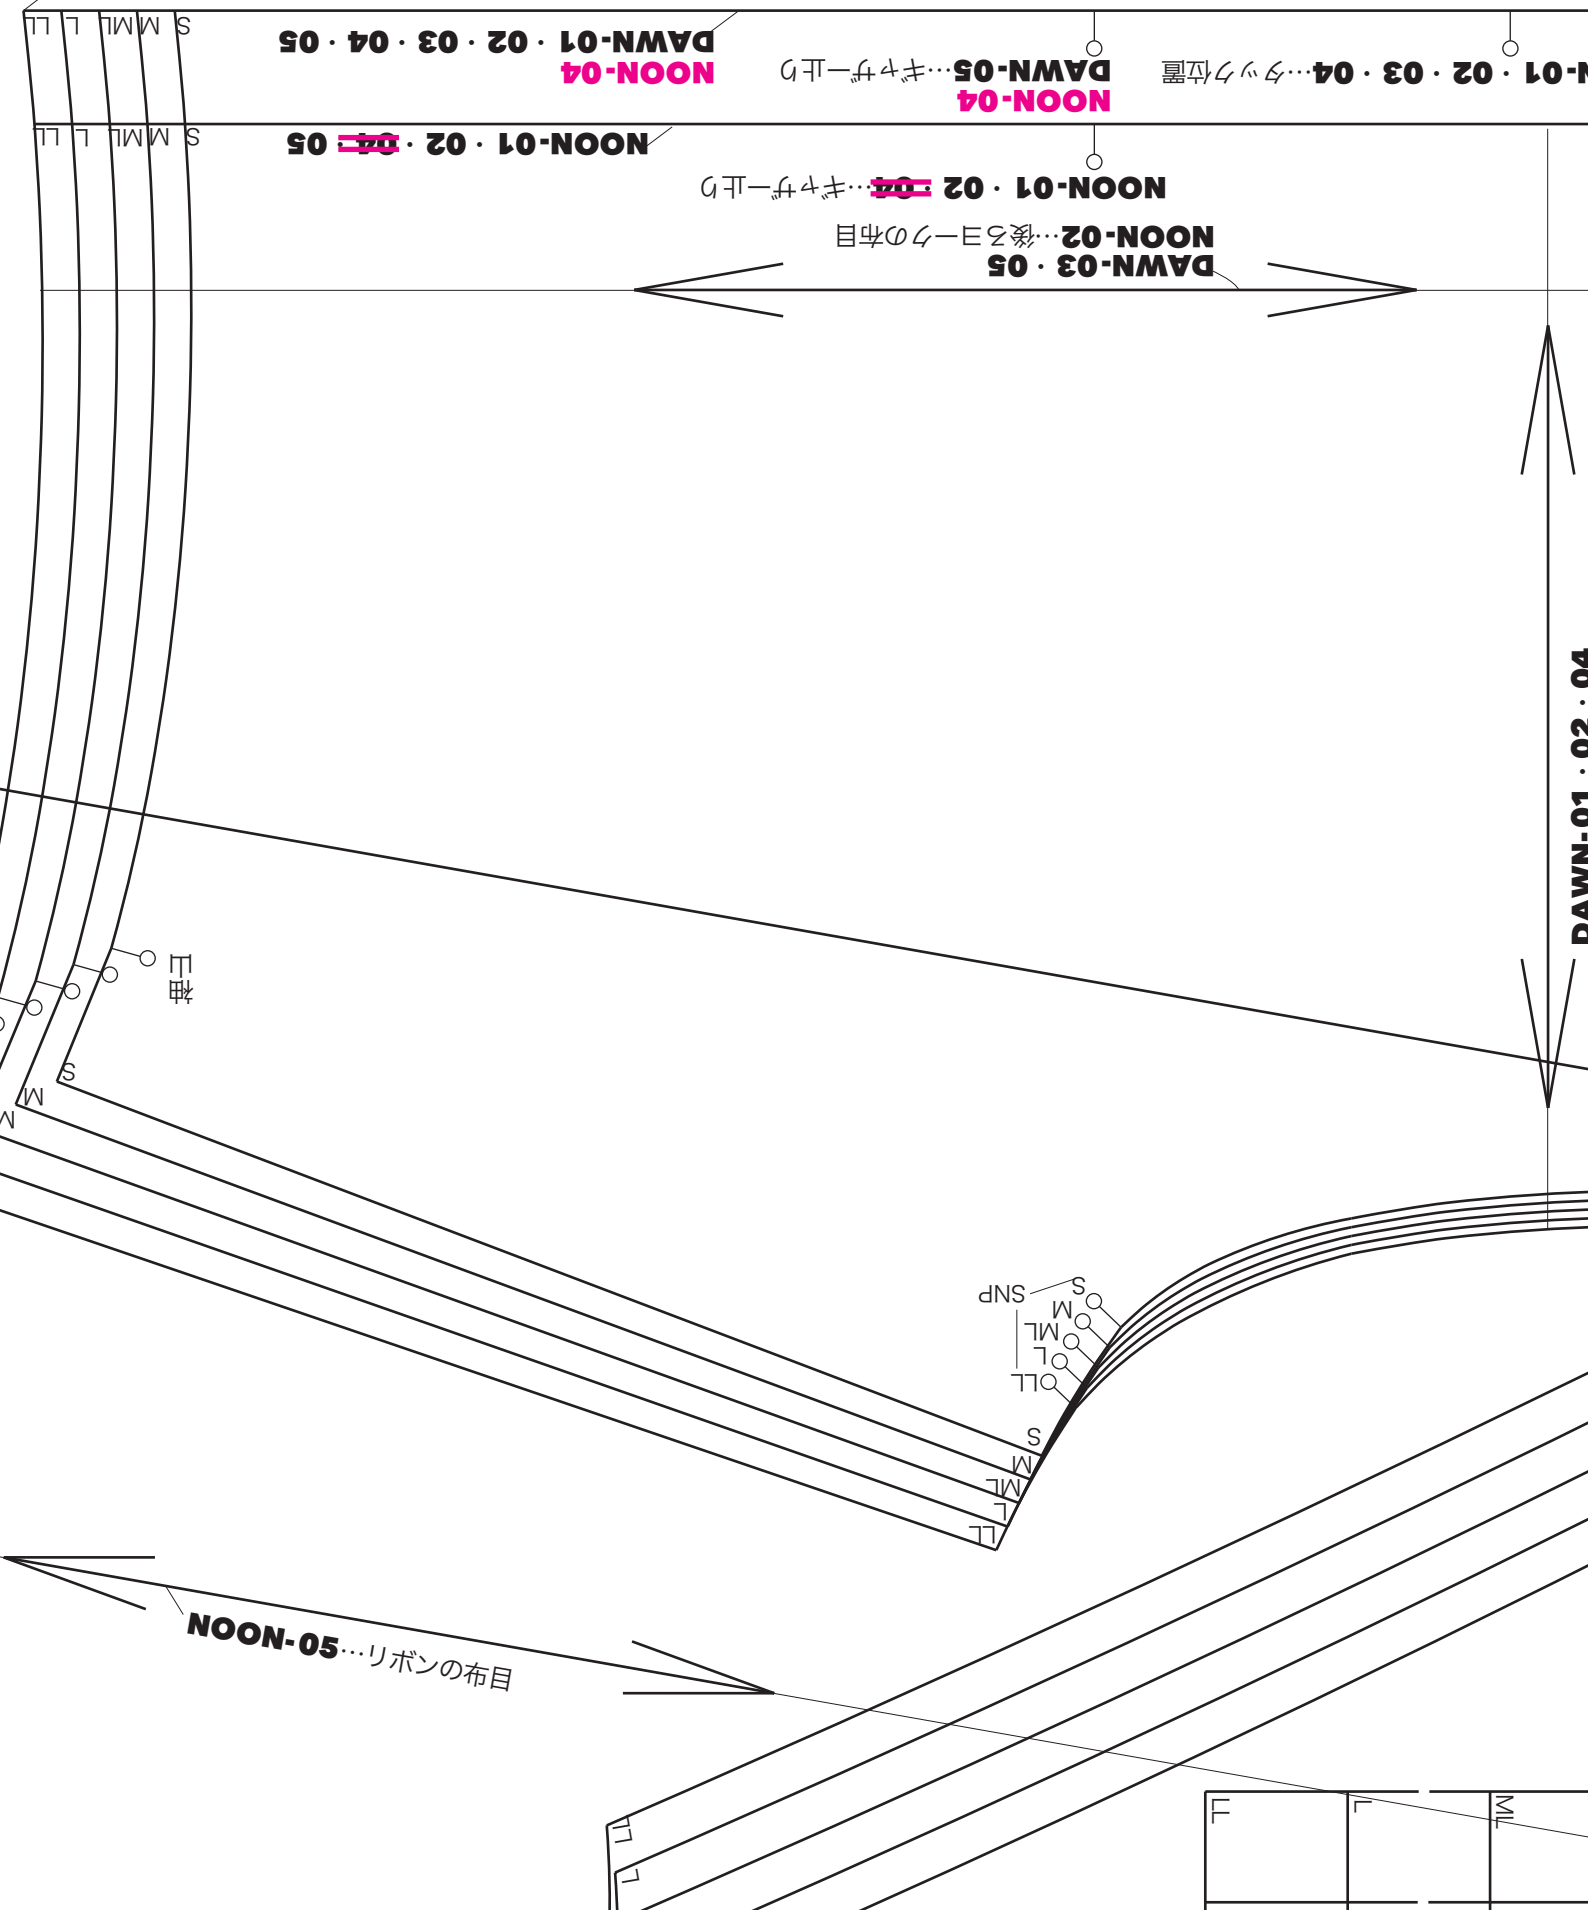 LL L ML M S
DAWN-01・02・03・04・05
NOON-04
DAWN-05…ギャザー止り
NOON-04
-01・02・03・04…タック位置
LL L ML M S
NOON-01・02・04・05
NOON-01・02・04…ギャザー止り
NOON-02…後ろヨークの布目
DAWN-03・05
DAWN-01・02・04
袖山
S
M
M
SNP
S
M
ML
L
LL
S
M
ML
L
LL
NOON-05…リボンの布目
LL
L
LL
L
ML